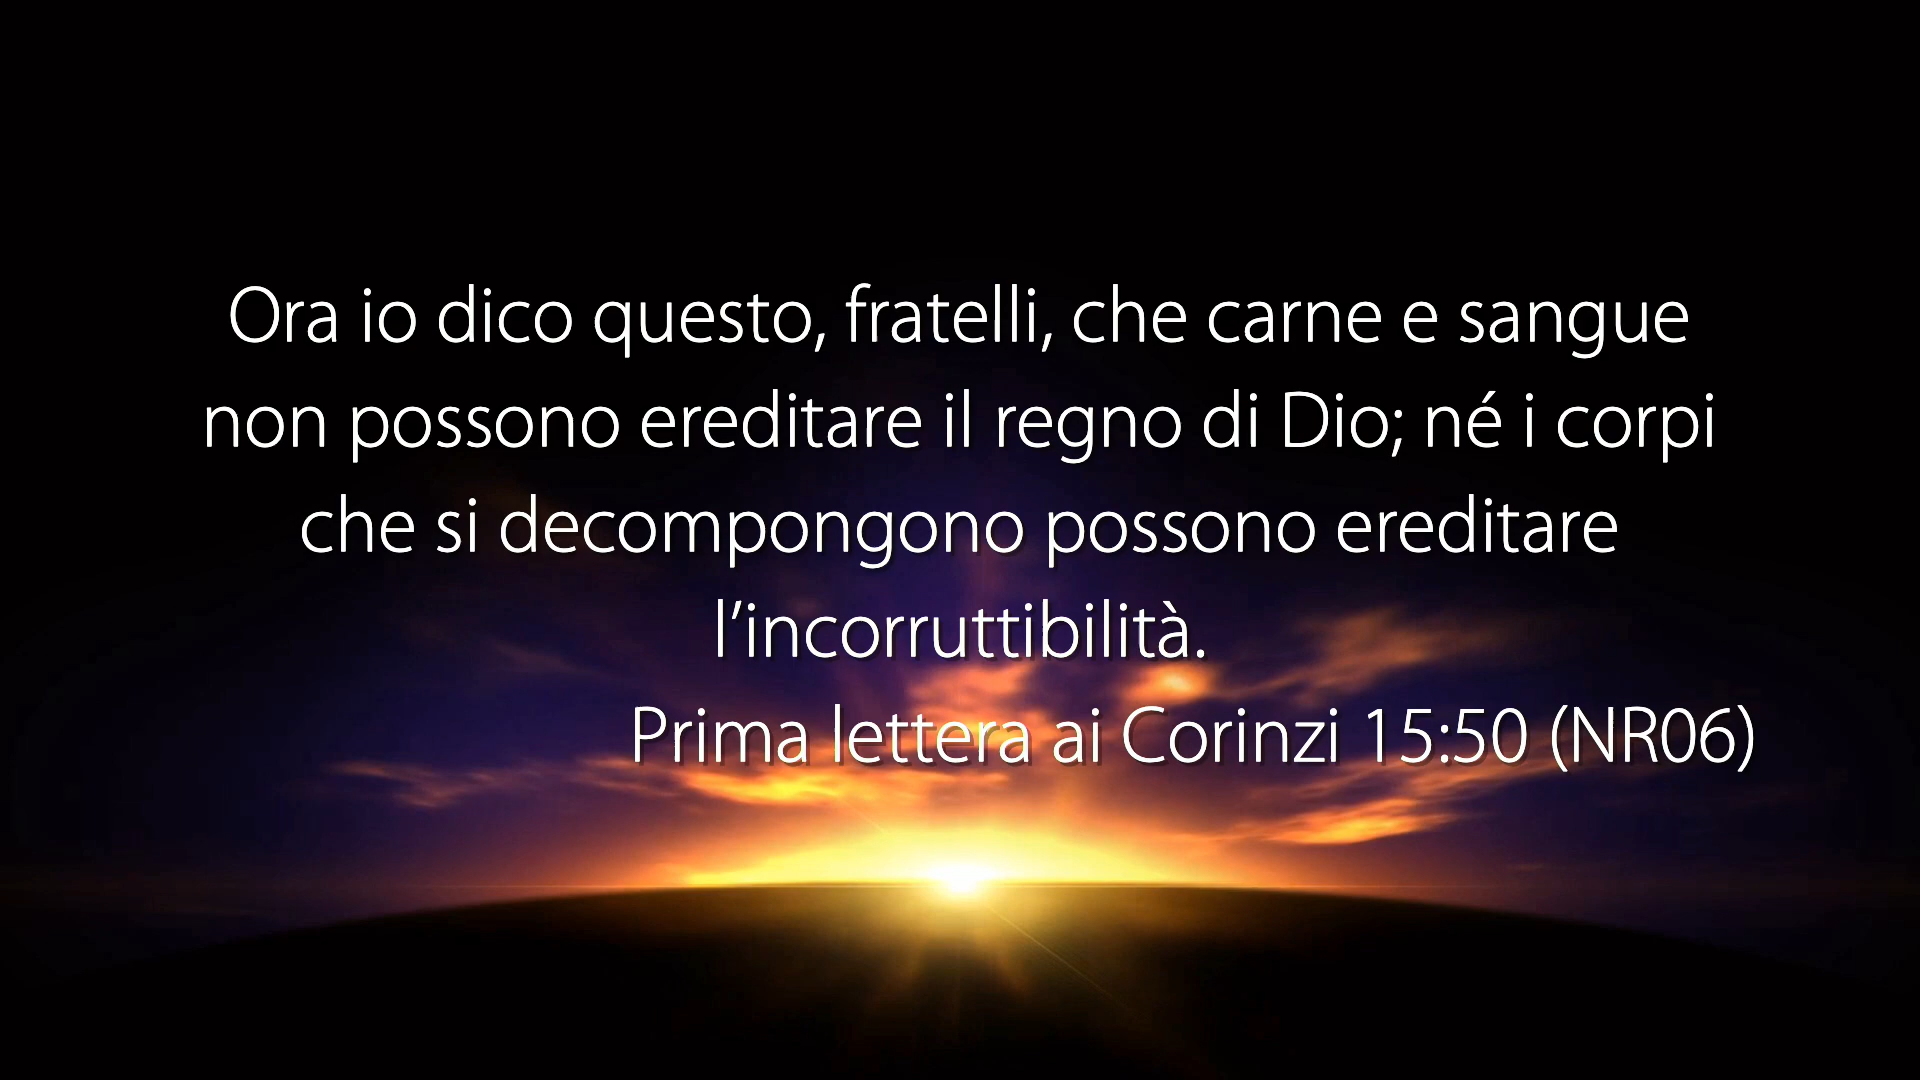 Ora io dico questo, fratelli, che carne e sangue
non possono ereditare il regno di Dio; né i corpi
che si decompongono possono ereditare
l’incorruttibilità.
Prima lettera ai Corinzi 15:50 (NR06)